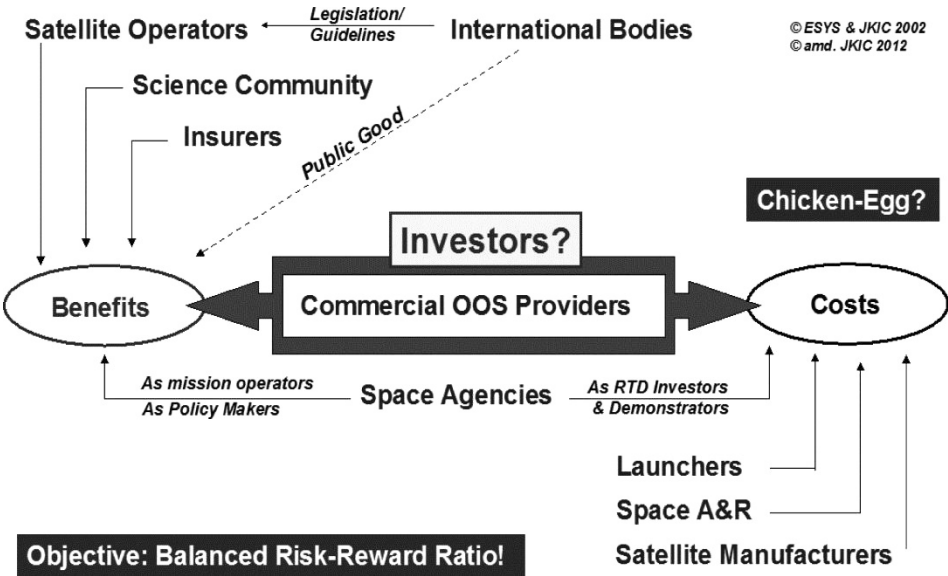 Satellite Operators
Legislation/
Guidelines
International Bodies
© ESYS & JKIC 2002
© amd. JKIC 2012
Science Community
Insurers
Public Good
Chicken-Egg?
Investors?
Benefits
Commercial OOS Providers
Costs
As mission operators
As Policy Makers
Space Agencies
As RTD Investors
& Demonstrators
Launchers
Space A&R
Satellite Manufacturers
Objective: Balanced Risk-Reward Ratio!